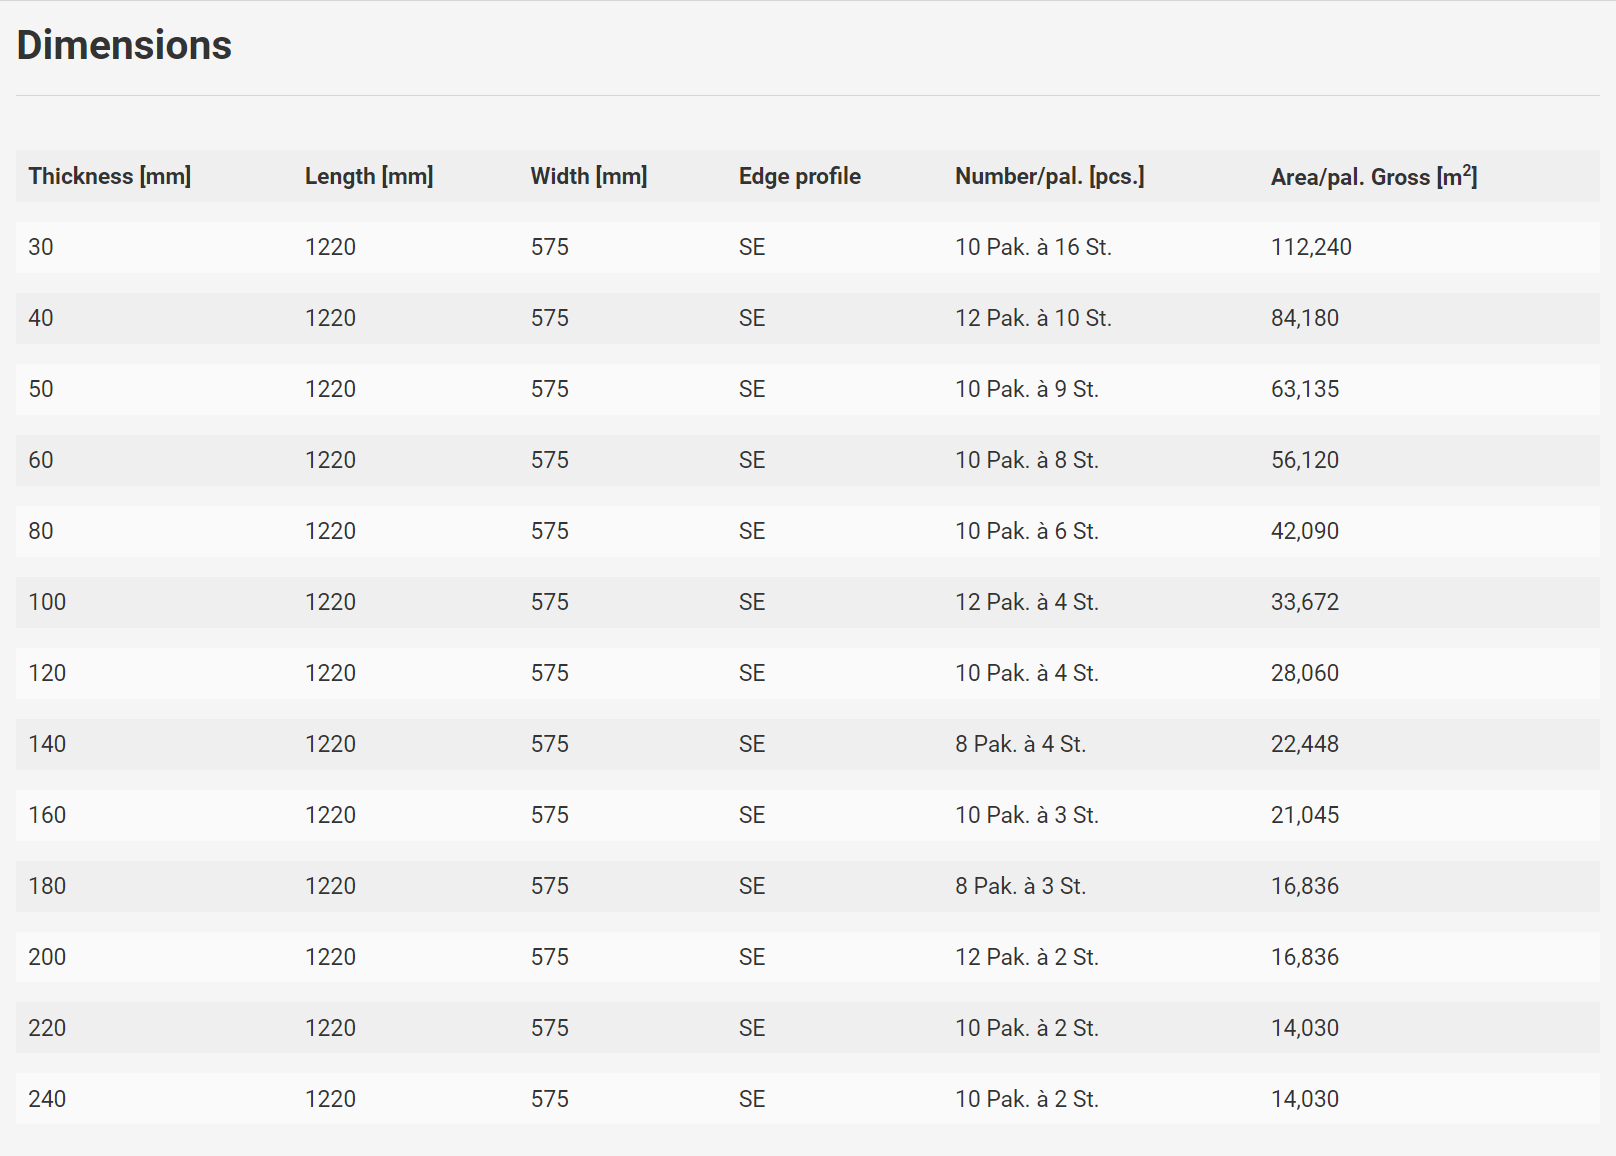 Dimensions
Thickness [mm] Length [mm] Width [mm] Edge profile Number/pal. [pcs.] Area/pal. Gross [m²]
30 1220 575 SE 10 Pak. à 16 St. 112,240
40 1220 575 SE 12 Pak. à 10 St. 84,180
50 1220 575 SE 10 Pak. à 9 St. 63,135
60 1220 575 SE 10 Pak. à 8 St. 56,120
80 1220 575 SE 10 Pak. à 6 St. 42,090
100 1220 575 SE 12 Pak. à 4 St. 33,672
120 1220 575 SE 10 Pak. à 4 St. 28,060
140 1220 575 SE 8 Pak. à 4 St. 22,448
160 1220 575 SE 10 Pak. à 3 St. 21,045
180 1220 575 SE 8 Pak. à 3 St. 16,836
200 1220 575 SE 12 Pak. à 2 St. 16,836
220 1220 575 SE 10 Pak. à 2 St. 14,030
240 1220 575 SE 10 Pak. à 2 St. 14,030